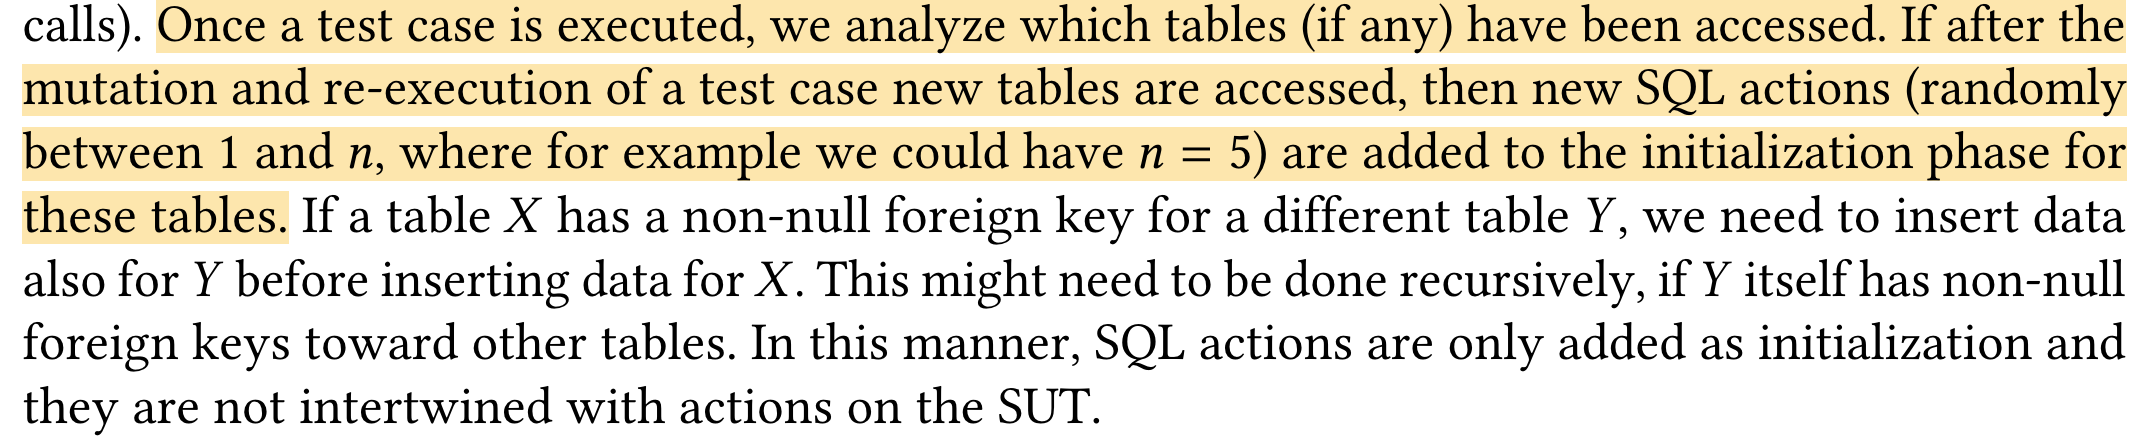 calls). Once a test case is executed, we analyze which tables (if any) have been accessed. If after the
mutation and re-execution of a test case new tables are accessed, then new SQL actions (randomly
between 1 and n, where for example we could have n = 5) are added to the initialization phase for
these tables. If a table X has a non-null foreign key for a different table Y, we need to insert data
also for Y before inserting data for X. This might need to be done recursively, if Y itself has non-null
foreign keys toward other tables. In this manner, SQL actions are only added as initialization and
they are not intertwined with actions on the SUT.